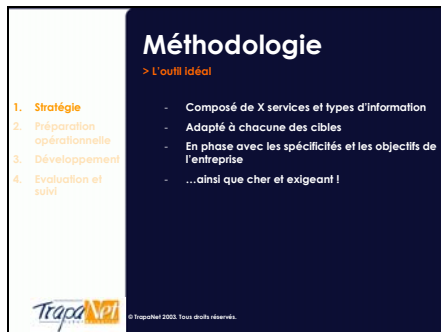 Méthodologie
> L'outil idéal
1. Stratégie
2. Préparation
opérationnelle
3. Développement
4. Evaluation et
suivi
- Composé de X services et types d'information
- Adapté à chacune des cibles
- En phase avec les spécificités et les objectifs de
l'entreprise
- …ainsi que cher et exigeant !
TrapaNet
© TrapaNet 2003. Tous droits réservés.